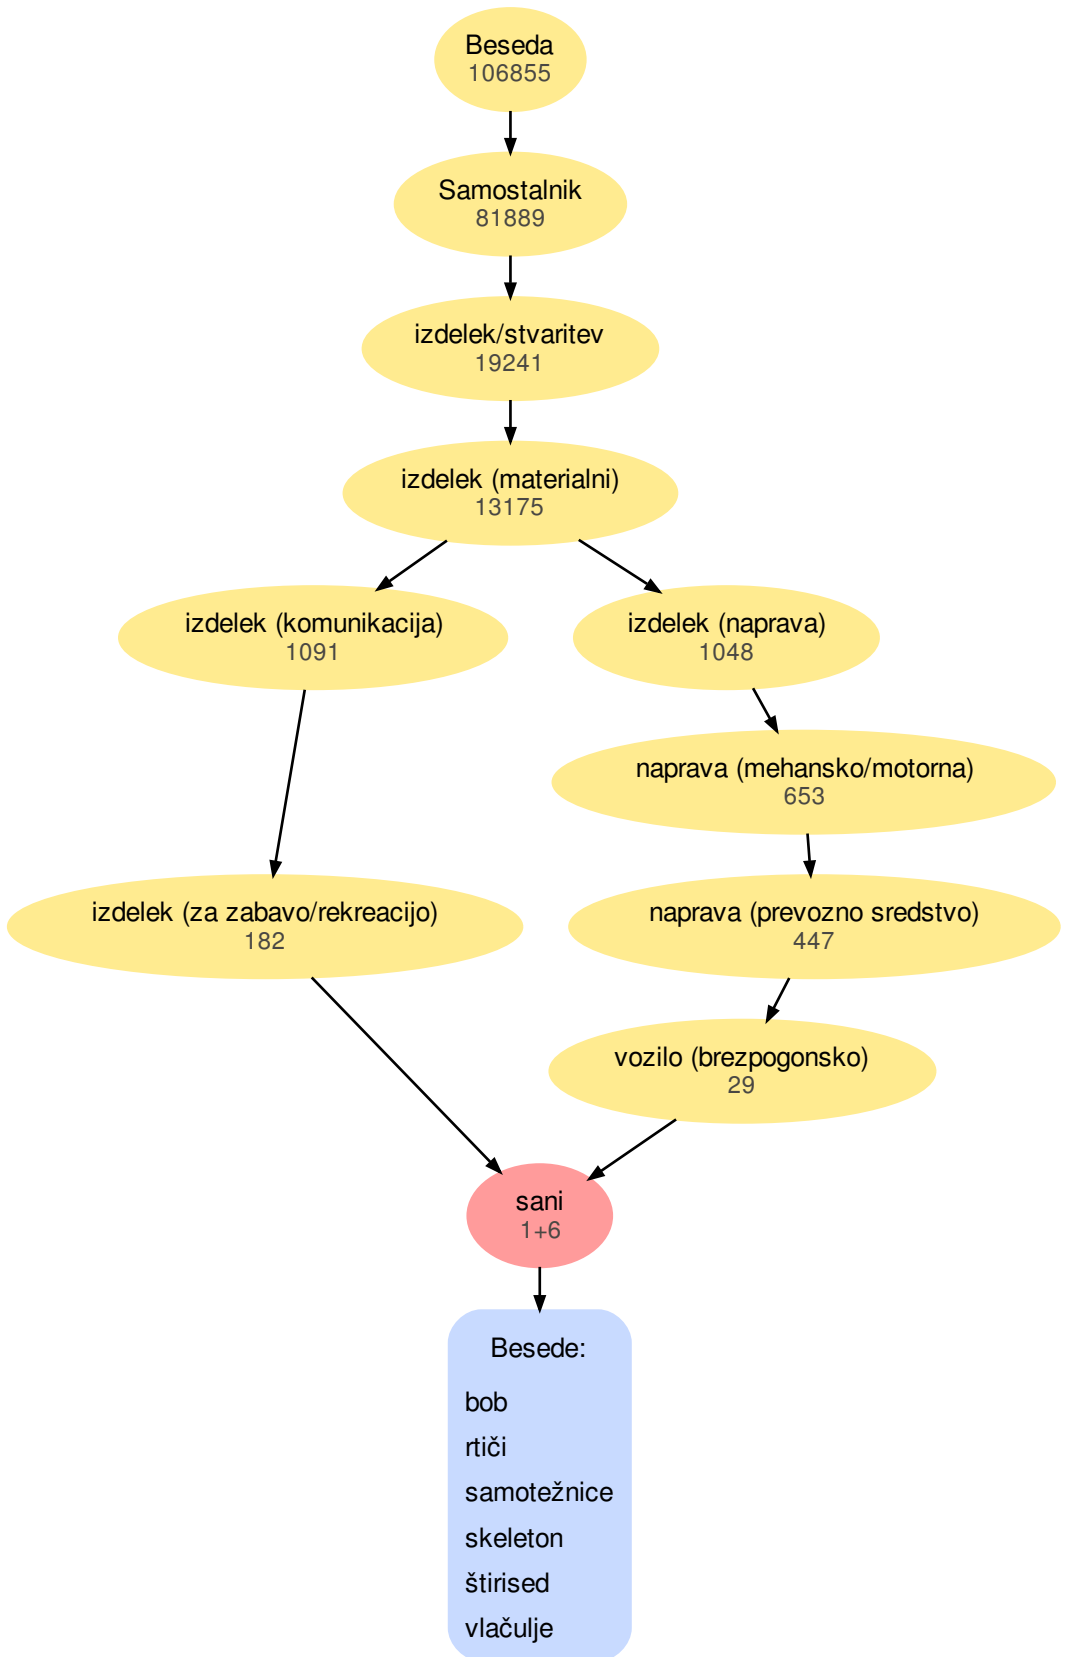 Beseda
106855
Samostalnik
81889
izdelek/stvaritev
19241
izdelek (materialni)
13175
izdelek (komunikacija)
1091
izdelek (naprava)
1048
naprava (mehansko/motorna)
653
izdelek (za zabavo/rekreacijo)
182
naprava (prevozno sredstvo)
447
vozilo (brezpogonsko)
29
sani
1+6
Besede:
bob
rtiči
samotežnice
skeleton
štirised
vlačulje